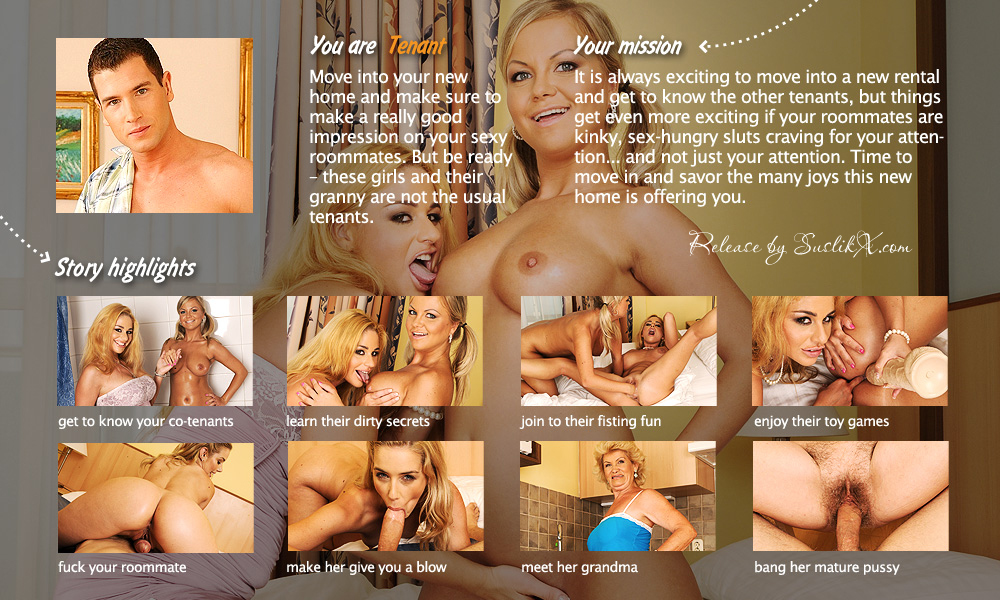 You are Tenant
Move into your new
home and make sure to
make a really good
impression on your sexy
roommates. But be ready
– these girls and their
granny are not the usual
tenants.
Your mission
It is always exciting to move into a new rental
and get to know the other tenants, but things
get even more exciting if your roommates are
kinky, sex-hungry sluts craving for your atten-
tion... and not just your attention. Time to
move in and savor the many joys this new
home is offering you.
Release by SuslikX.com
Story highlights
get to know your co-tenants
learn their dirty secrets
join to their fisting fun
enjoy their toy games
fuck your roommate
make her give you a blow
meet her grandma
bang her mature pussy